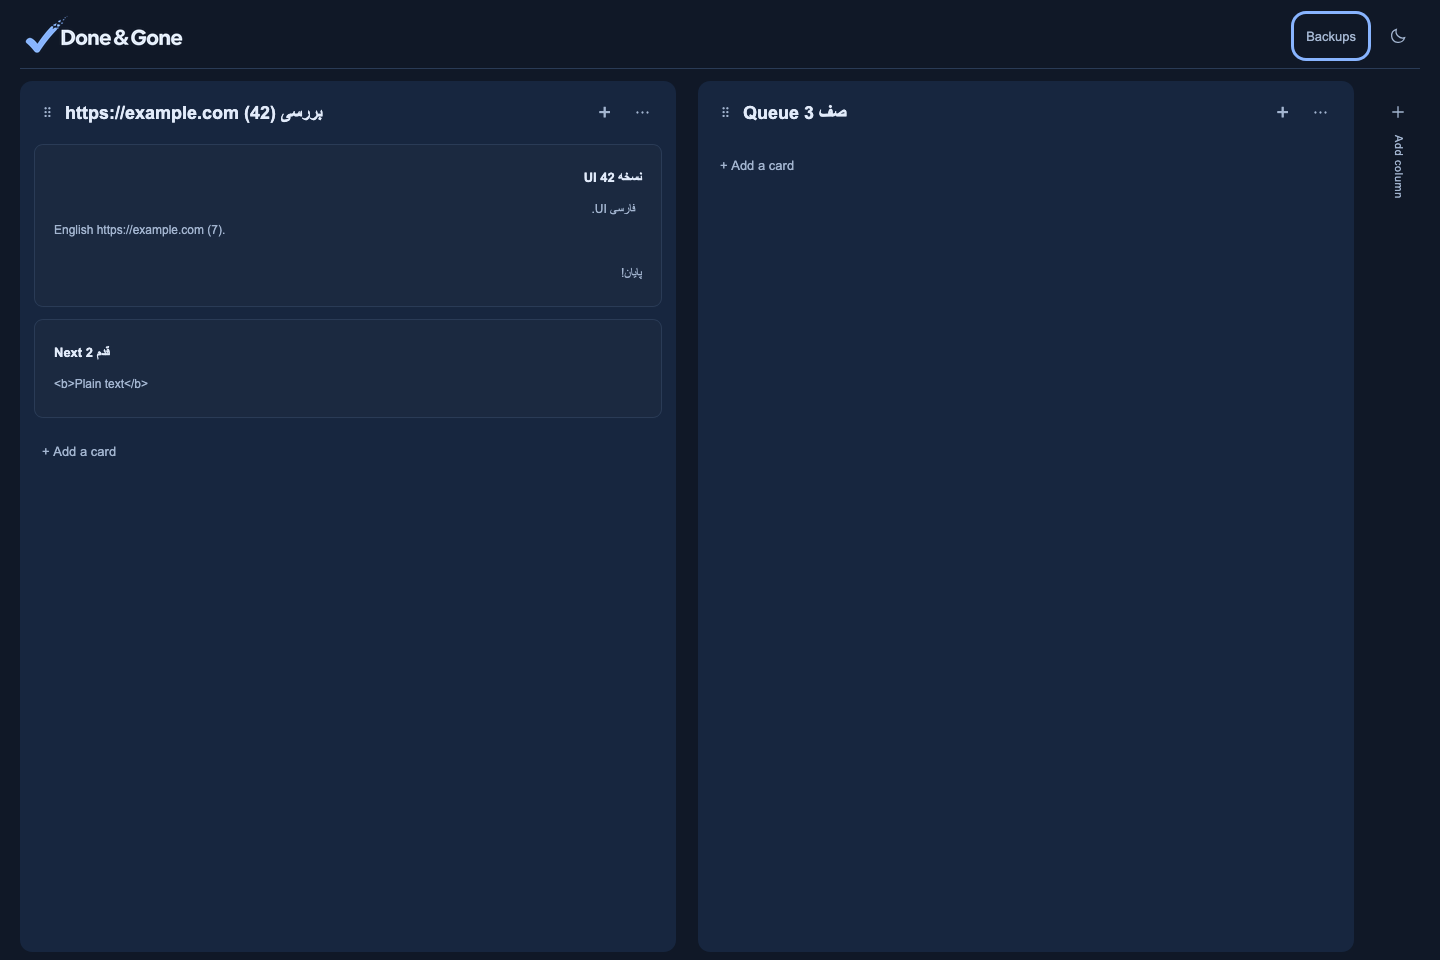 Done & Gone
Backups
https://example.com (42) بررسی
نسخه UI 42
فارسی UI.
English https://example.com (7).
پایان!
Next 2 قدم
<b>Plain text</b>
+ Add a card
Queue 3 صف
+ Add a card
Add column